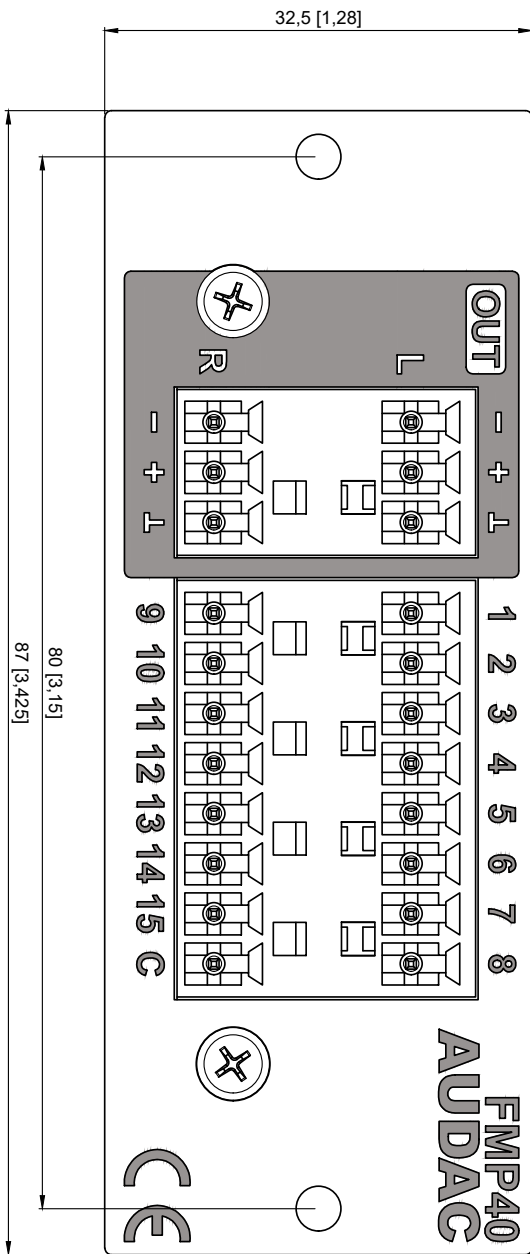 32,5 [1,28]
87 [3,425]
80 [3,15]
OUT
L
R
- + ⊥
- + ⊥
1 2 3 4 5 6 7 8
9 10 11 12 13 14 15 C
FMP40
AUDAC
CE